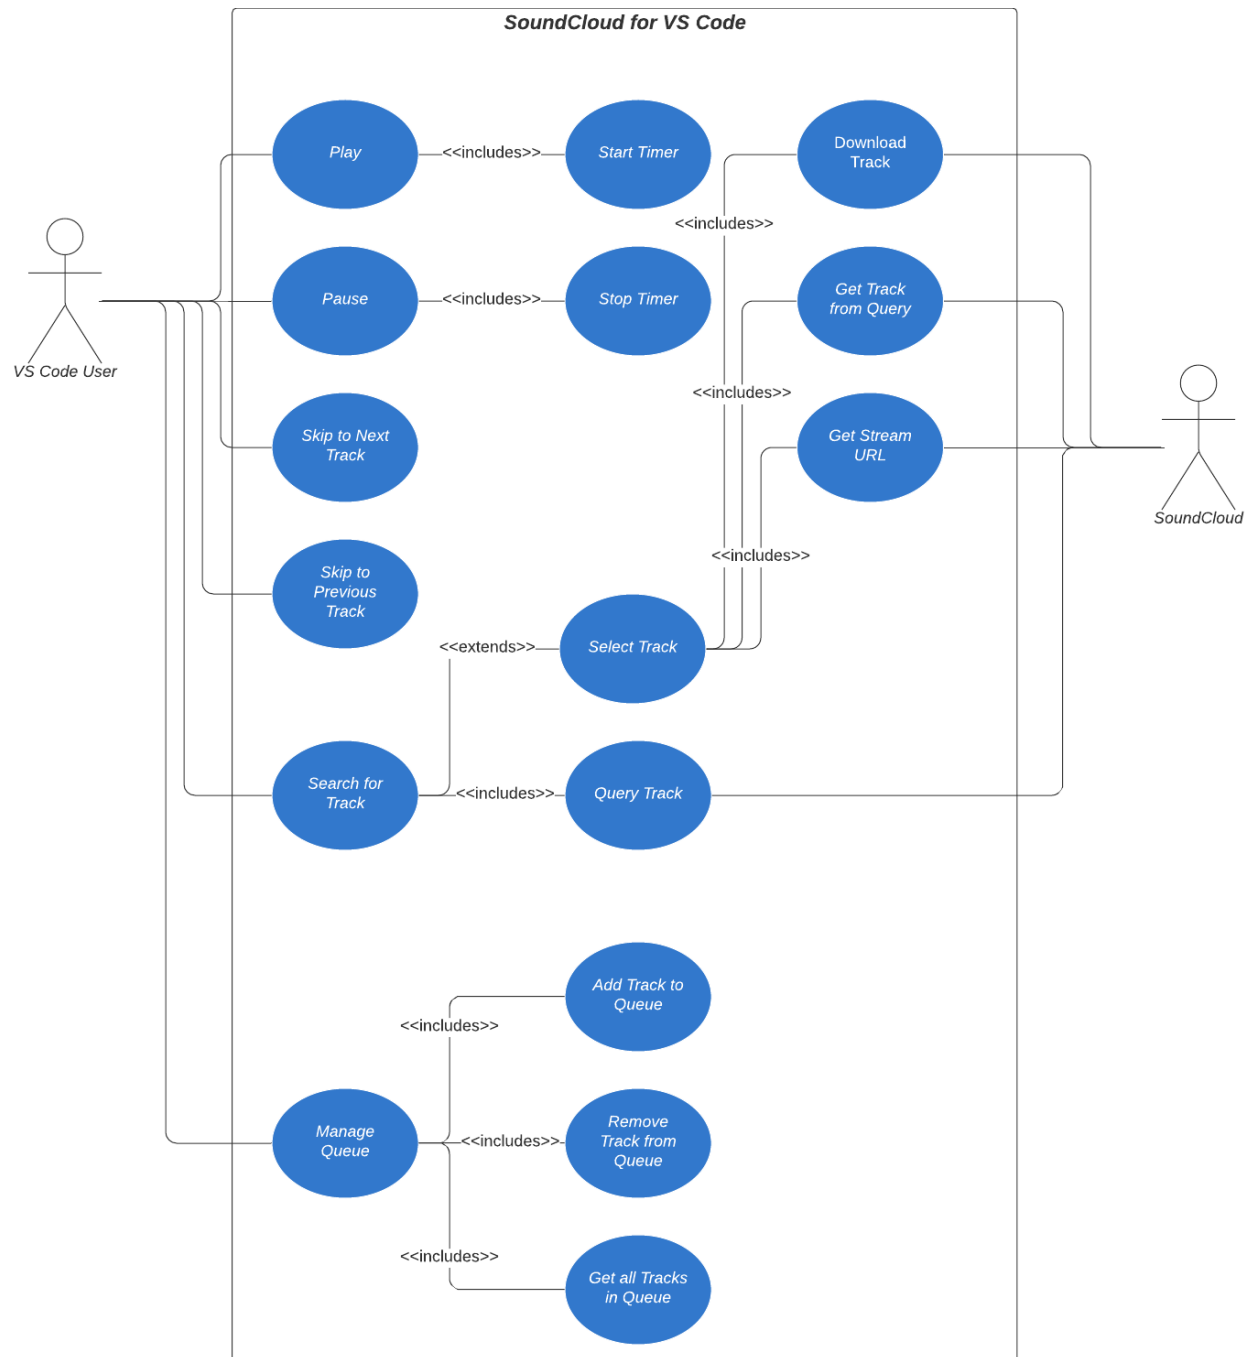 SoundCloud for VS Code
Play
<<includes>>
Start Timer
Download
Track
<<includes>>
Pause
<<includes>>
Stop Timer
Get Track
from Query
VS Code User
<<includes>>
Skip to Next
Track
Get Stream
URL
SoundCloud
<<includes>>
Skip to
Previous
Track
<<extends>>
Select Track
Search for
Track
<<includes>>
Query Track
Add Track to
Queue
<<includes>>
Manage
Queue
<<includes>>
Remove
Track from
Queue
<<includes>>
Get all Tracks
in Queue